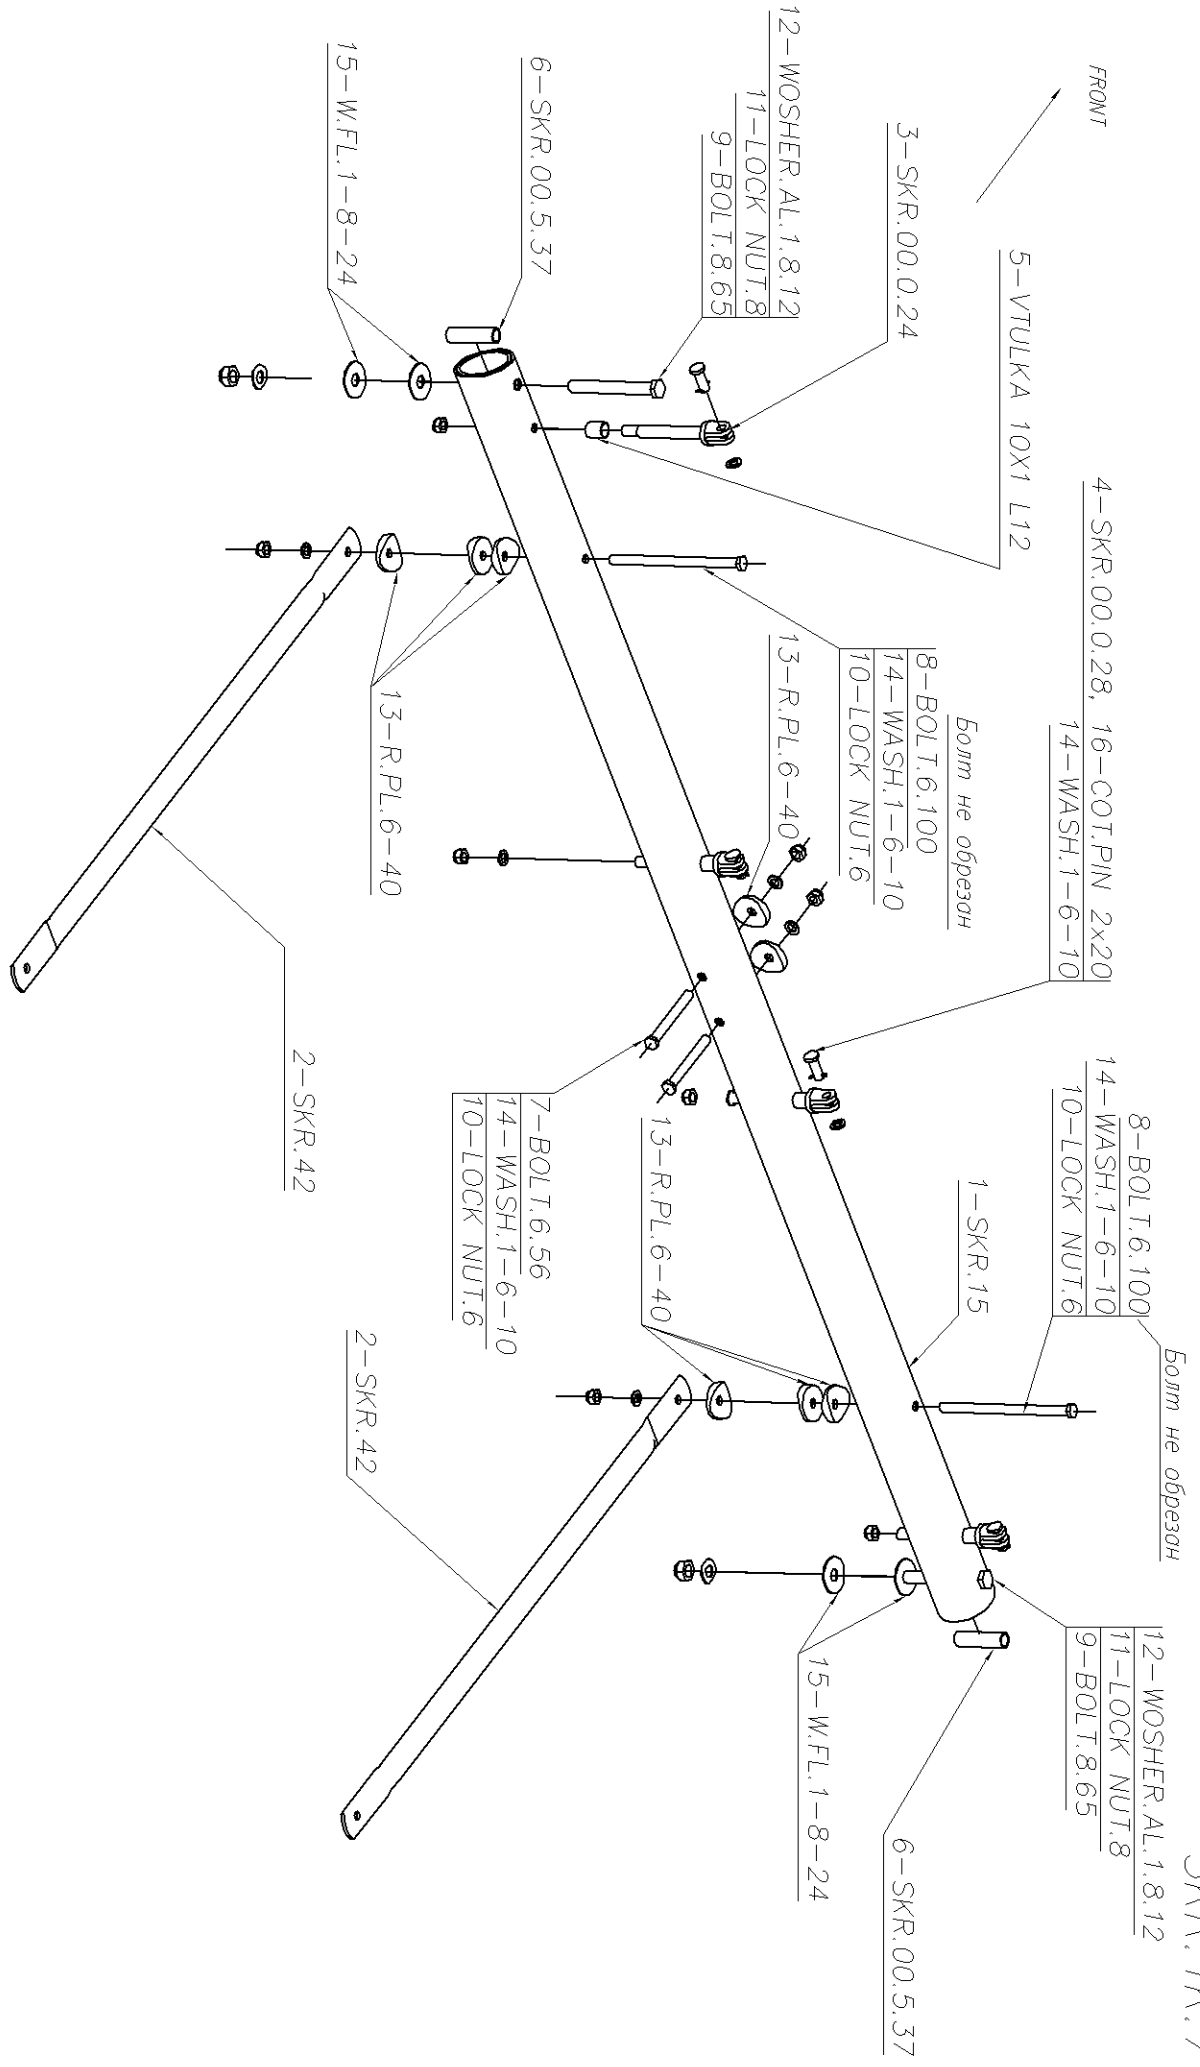 FRONT
12-WOSHER.AL.1.8.12
11-LOCK NUT.8
9-BOLT.8.65
3-SKR.00.0.24
5-VTULKA 10X1 L12
6-SKR.00.5.37
15-W.FL.1-8-24
4-SKR.00.0.28, 16-COT.PIN 2x20
14-WASH.1-6-10
Болт не обрезан
8-BOLT.6.100
14-WASH.1-6-10
10-LOCK NUT.6
13-R.PL.6-40
13-R.PL.6-40
2-SKR.42
8-BOLT.6.100
14-WASH.1-6-10
10-LOCK NUT.6
Болт не обрезан
1-SKR.15
7-BOLT.6.56
14-WASH.1-6-10
10-LOCK NUT.6
13-R.PL.6-40
2-SKR.42
12-WOSHER.AL.1.8.12
11-LOCK NUT.8
9-BOLT.8.65
15-W.FL.1-8-24
6-SKR.00.5.37